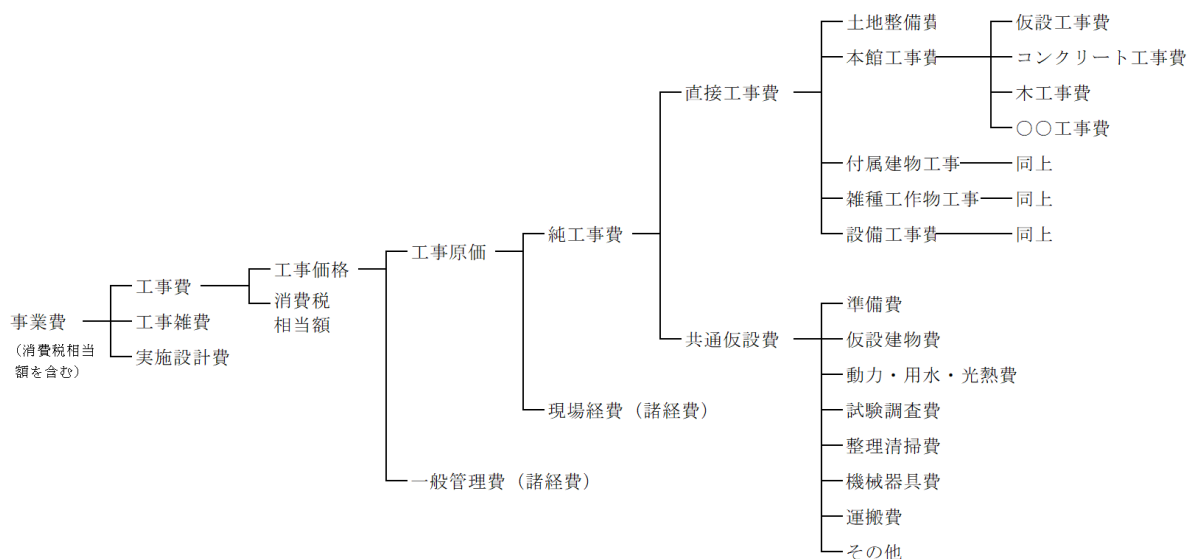 土地整備費
仮設工事費
本館工事費
コンクリート工事費
直接工事費
木工事費
〇〇工事費
付属建物工事
同上
雑種工作物工事
同上
純工事費
設備工事費
同上
工事原価
工事価格
工事費
消費税
相当額
準備費
事業費
工事雑費
共通仮設費
仮設建物費
(消費税相当
額を含む)
実施設計費
動力・用水・光熱費
現場経費（諸経費）
試験調査費
整理清掃費
一般管理費（諸経費）
機械器具費
運搬費
その他